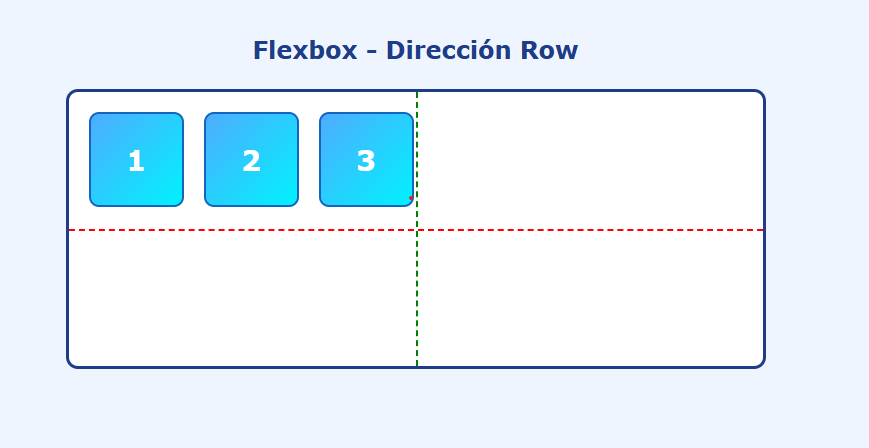 Flexbox – Dirección Row
1 2 3